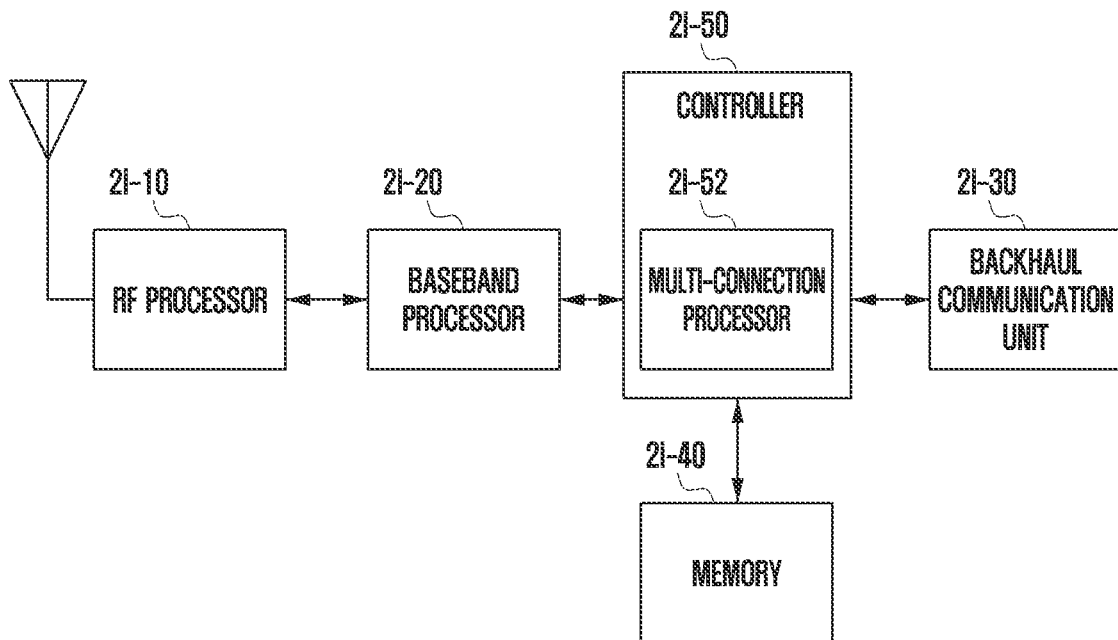 2I-50
CONTROLLER
2I-10
2I-20
2I-52
2I-30
RF PROCESSOR
BASEBAND
PROCESSOR
MULTI-CONNECTION
PROCESSOR
BACKHAUL
COMMUNICATION
UNIT
2I-40
MEMORY